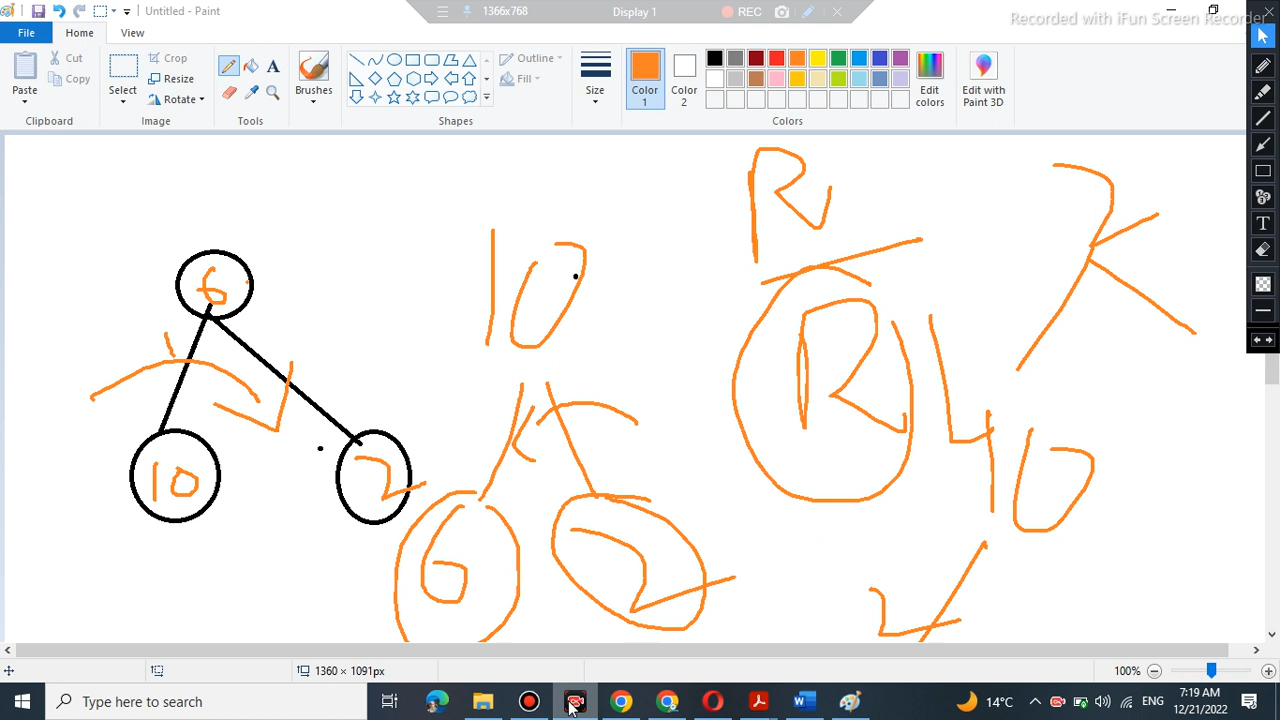 Untitled - Paint
1366x768
Display 1
REC
Recorded with iFun Screen Recorder
File
Home
View
Paste
Cut
Copy
Clipboard
Select
Crop
Resize
Rotate
Image
A
Tools
Brushes
Outline
Fill
Shapes
Size
Color 1
Color 2
Edit colors
Colors
Edit with Paint 3D
T
R
6
10
R
10
2
6
2
40
1360 × 1091px
100%
Type here to search
14°C
ENG
7:19 AM
12/21/2022